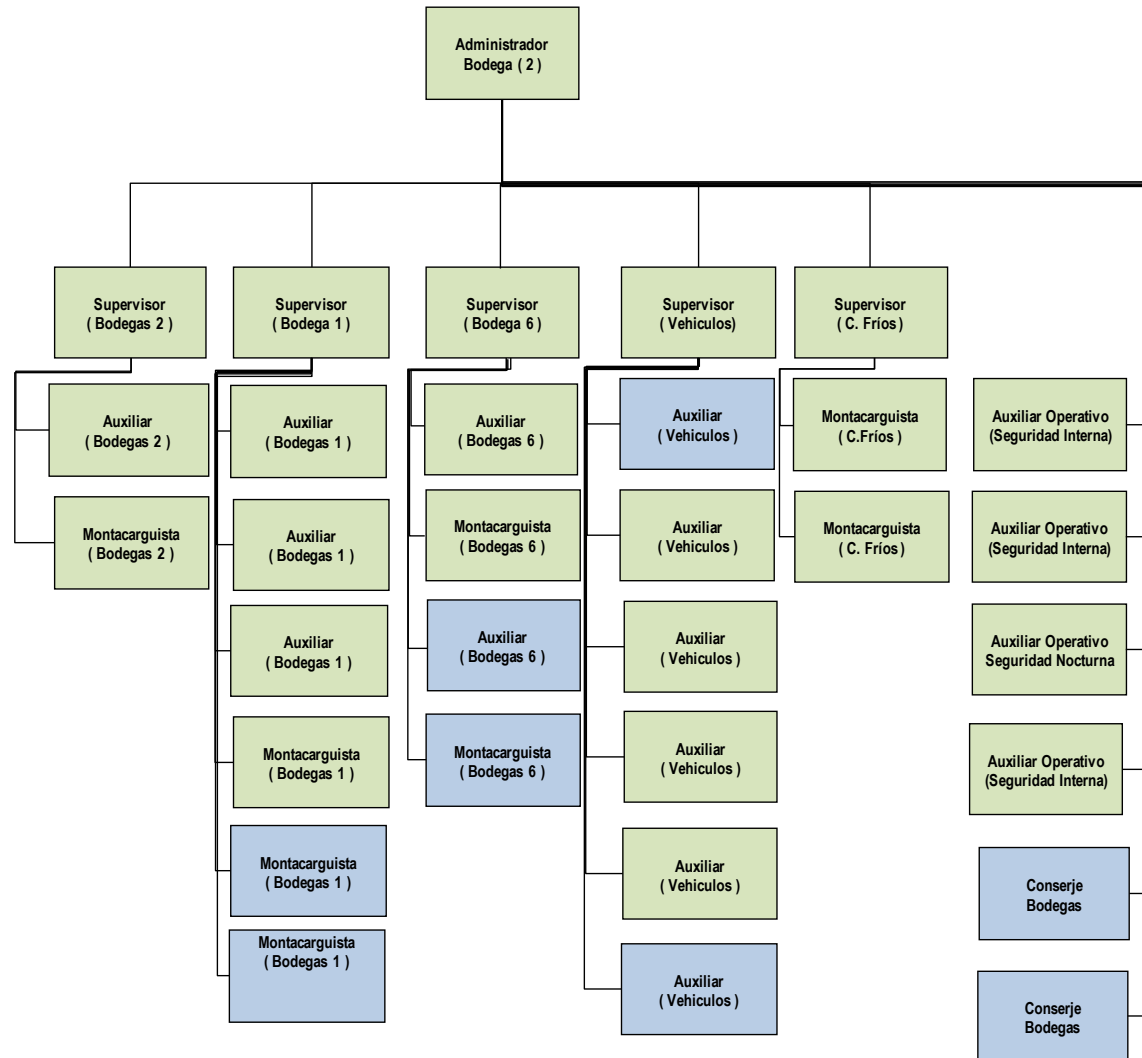 Administrador
Bodega ( 2 )
Supervisor
( Bodegas 2 )
Supervisor
( Bodega 1 )
Supervisor
( Bodega 6 )
Supervisor
( Vehiculos)
Supervisor
( C. Fríos )
Auxiliar
( Bodegas 2 )
Montacarguista
( Bodegas 2 )
Auxiliar
( Bodegas 1 )
Auxiliar
( Bodegas 1 )
Auxiliar
( Bodegas 1 )
Montacarguista
( Bodegas 1 )
Montacarguista
( Bodegas 1 )
Montacarguista
( Bodegas 1 )
Auxiliar
( Bodegas 6 )
Montacarguista
( Bodegas 6 )
Auxiliar
( Bodegas 6 )
Montacarguista
( Bodegas 6 )
Auxiliar
( Vehiculos )
Auxiliar
( Vehiculos )
Auxiliar
( Vehiculos )
Auxiliar
( Vehiculos )
Auxiliar
( Vehiculos )
Auxiliar
( Vehiculos )
Montacarguista
( C.Fríos )
Montacarguista
( C. Fríos )
Auxiliar Operativo
(Seguridad Interna)
Auxiliar Operativo
(Seguridad Interna)
Auxiliar Operativo
Seguridad Nocturna
Auxiliar Operativo
(Seguridad Interna)
Conserje
Bodegas
Conserje
Bodegas